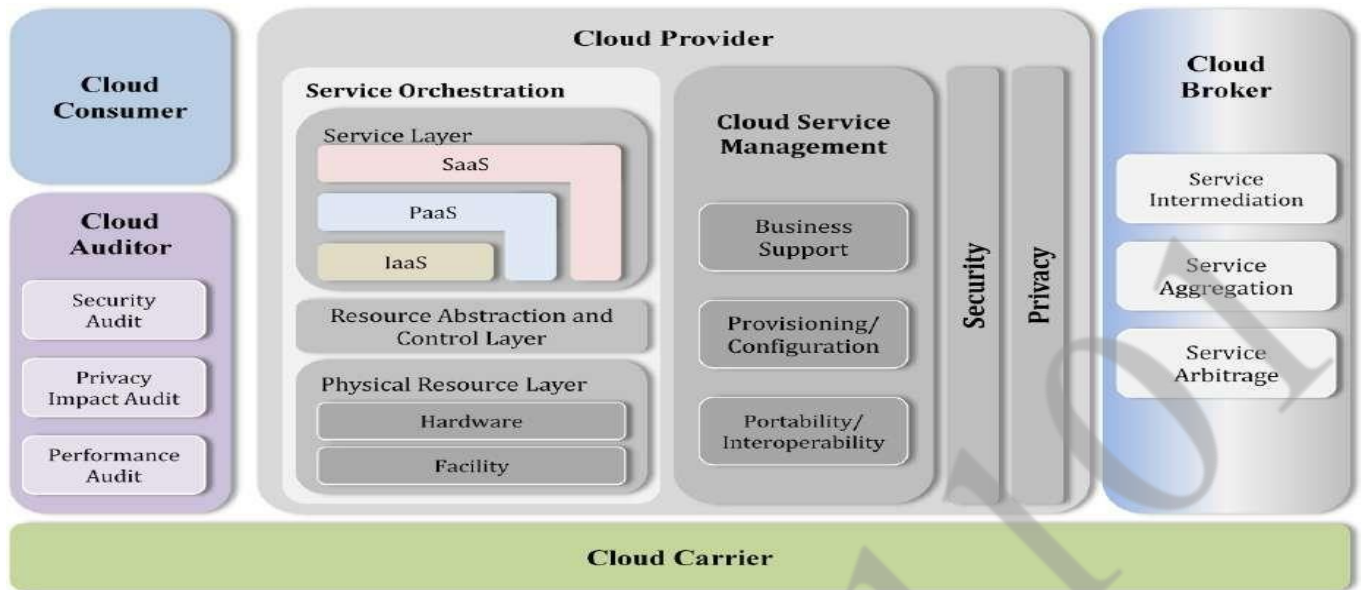 Cloud
Consumer
Cloud
Auditor
Security
Audit
Privacy
Impact Audit
Performance
Audit
Cloud Provider
Service Orchestration
Service Layer
SaaS
PaaS
IaaS
Resource Abstraction and
Control Layer
Physical Resource Layer
Hardware
Facility
Cloud Service
Management
Business
Support
Provisioning/
Configuration
Portability/
Interoperability
Security
Privacy
Cloud
Broker
Service
Intermediation
Service
Aggregation
Service
Arbitrage
Cloud Carrier